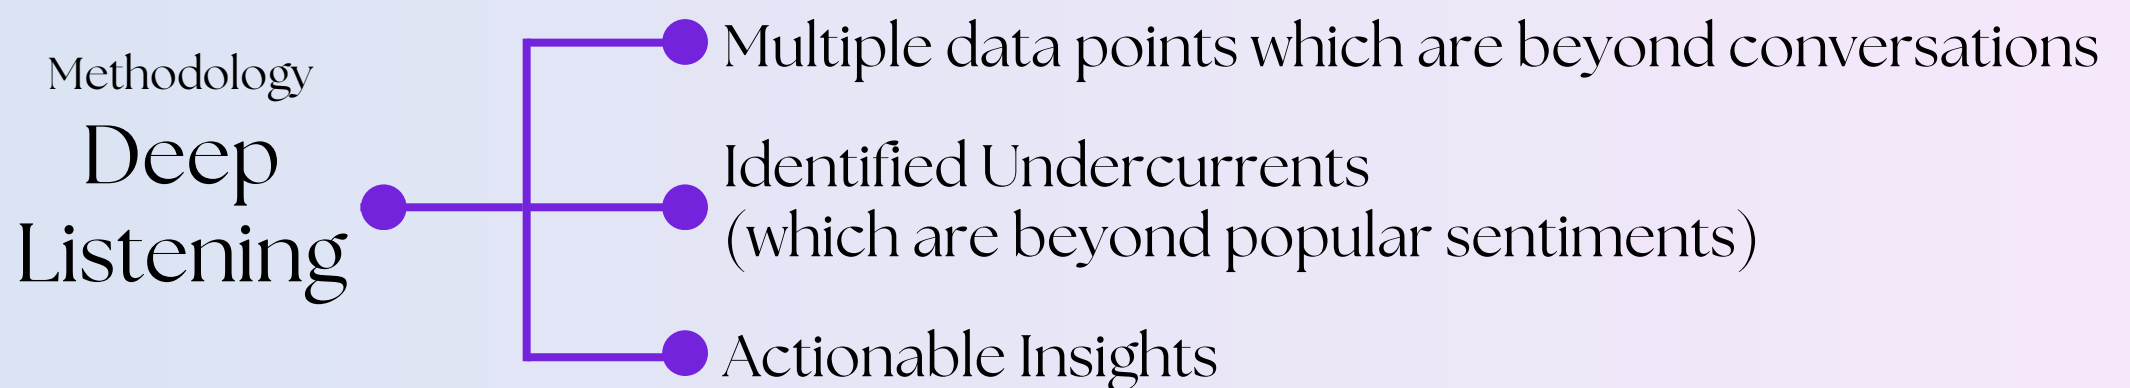 Methodology
Deep
Listening
Multiple data points which are beyond conversations
Identified Undercurrents
(which are beyond popular sentiments)
Actionable Insights